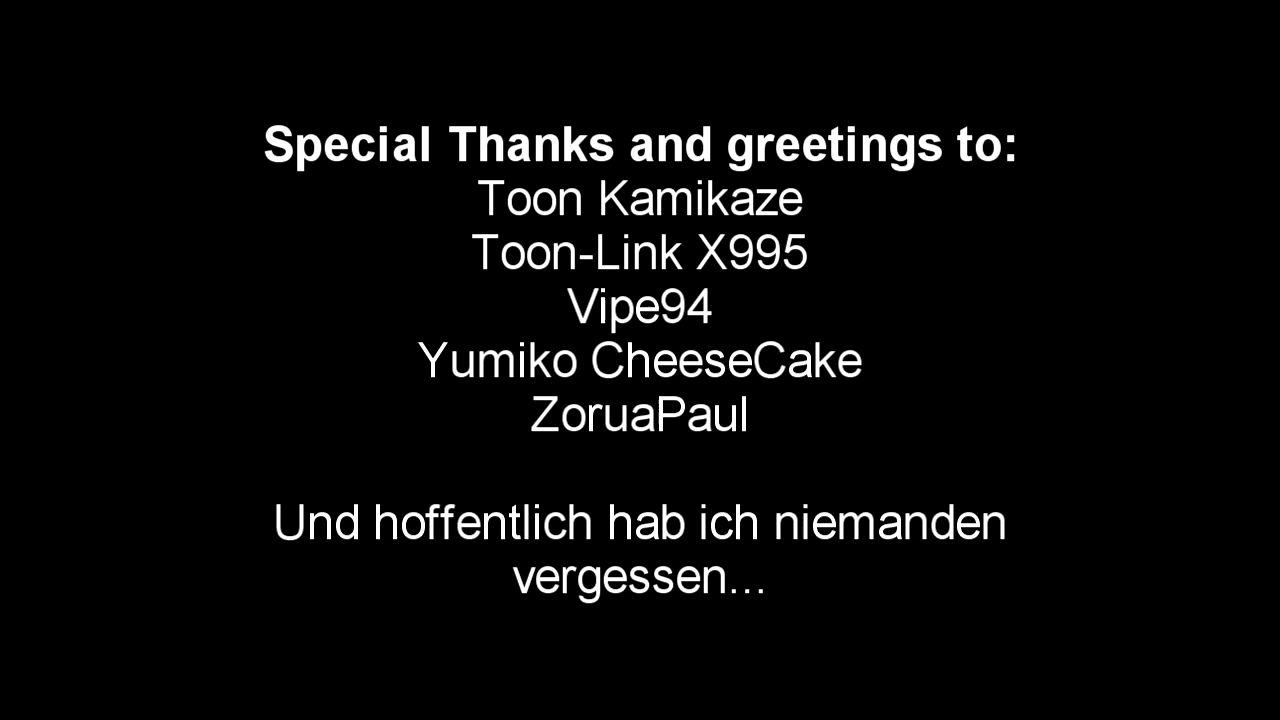 Special Thanks and greetings to:
Toon Kamikaze
Toon-Link X995
Vipe94
Yumiko CheeseCake
ZoruaPaul
Und hoffentlich hab ich niemanden
vergessen...